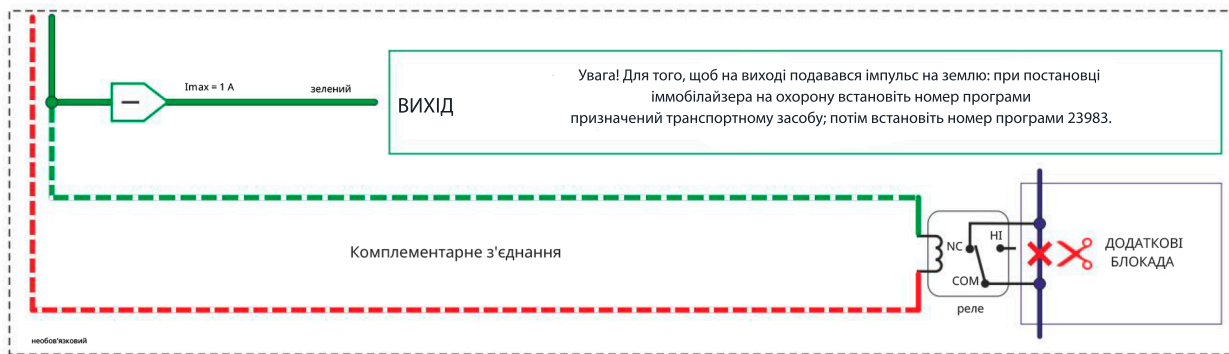 Imax = 1 A
зелений
ВИХІД
Увага! Для того, щоб на виході подавався імпульс на землю: при постановці
іммобілайзера на охорону встановіть номер програми
призначений транспортному засобу; потім встановіть номер програми 23983.
Комплементарне з'єднання
NC
НІ
COM
реле
ДОДАТКОВІ
БЛОКАДА
необов'язковий